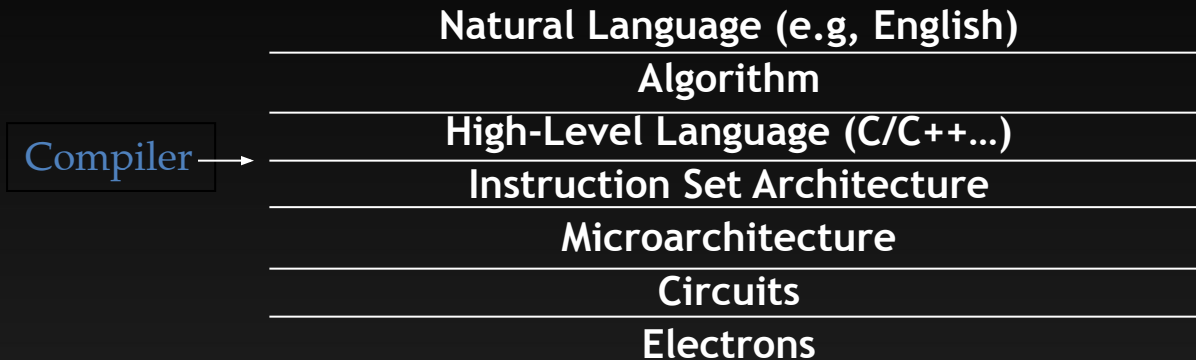 Natural Language (e.g, English)
Algorithm
High-Level Language (C/C++…)
Compiler
Instruction Set Architecture
Microarchitecture
Circuits
Electrons